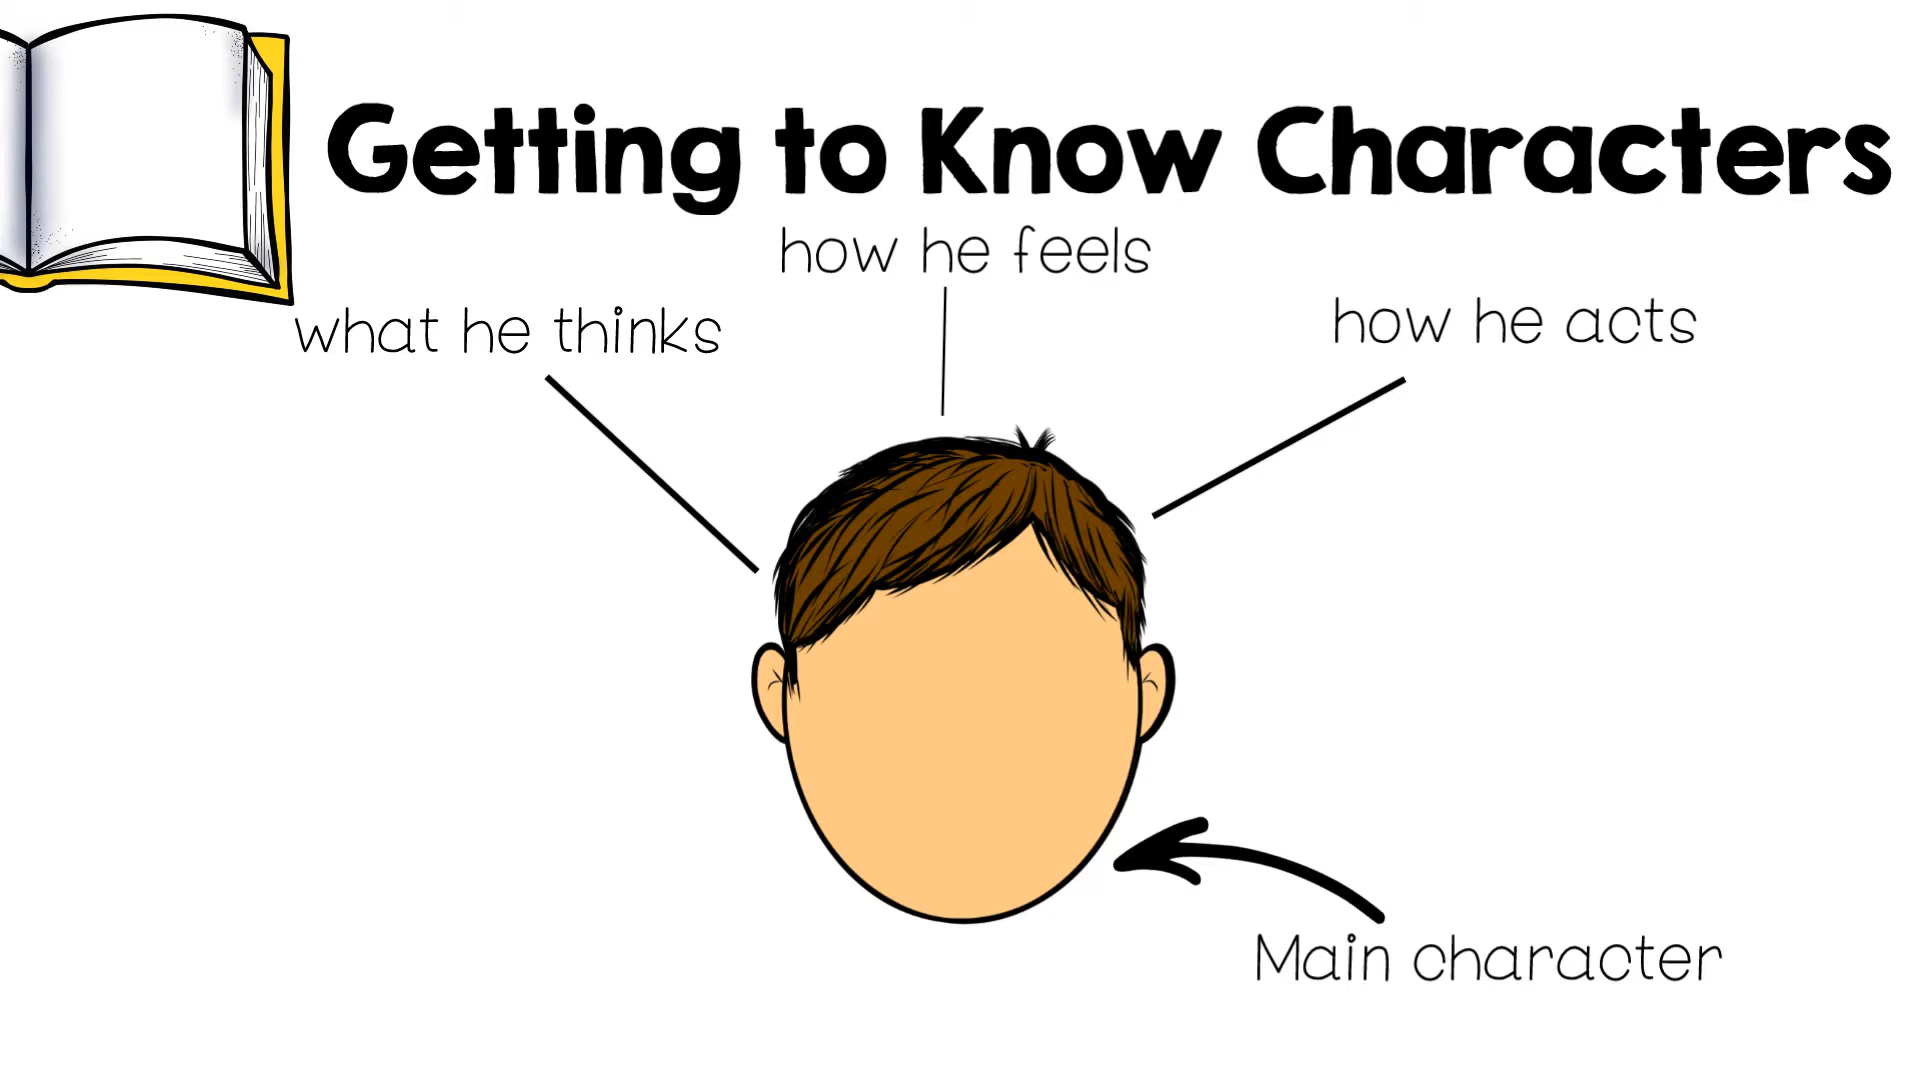 Getting to Know Characters
how he feels
what he thinks
how he acts
Main character